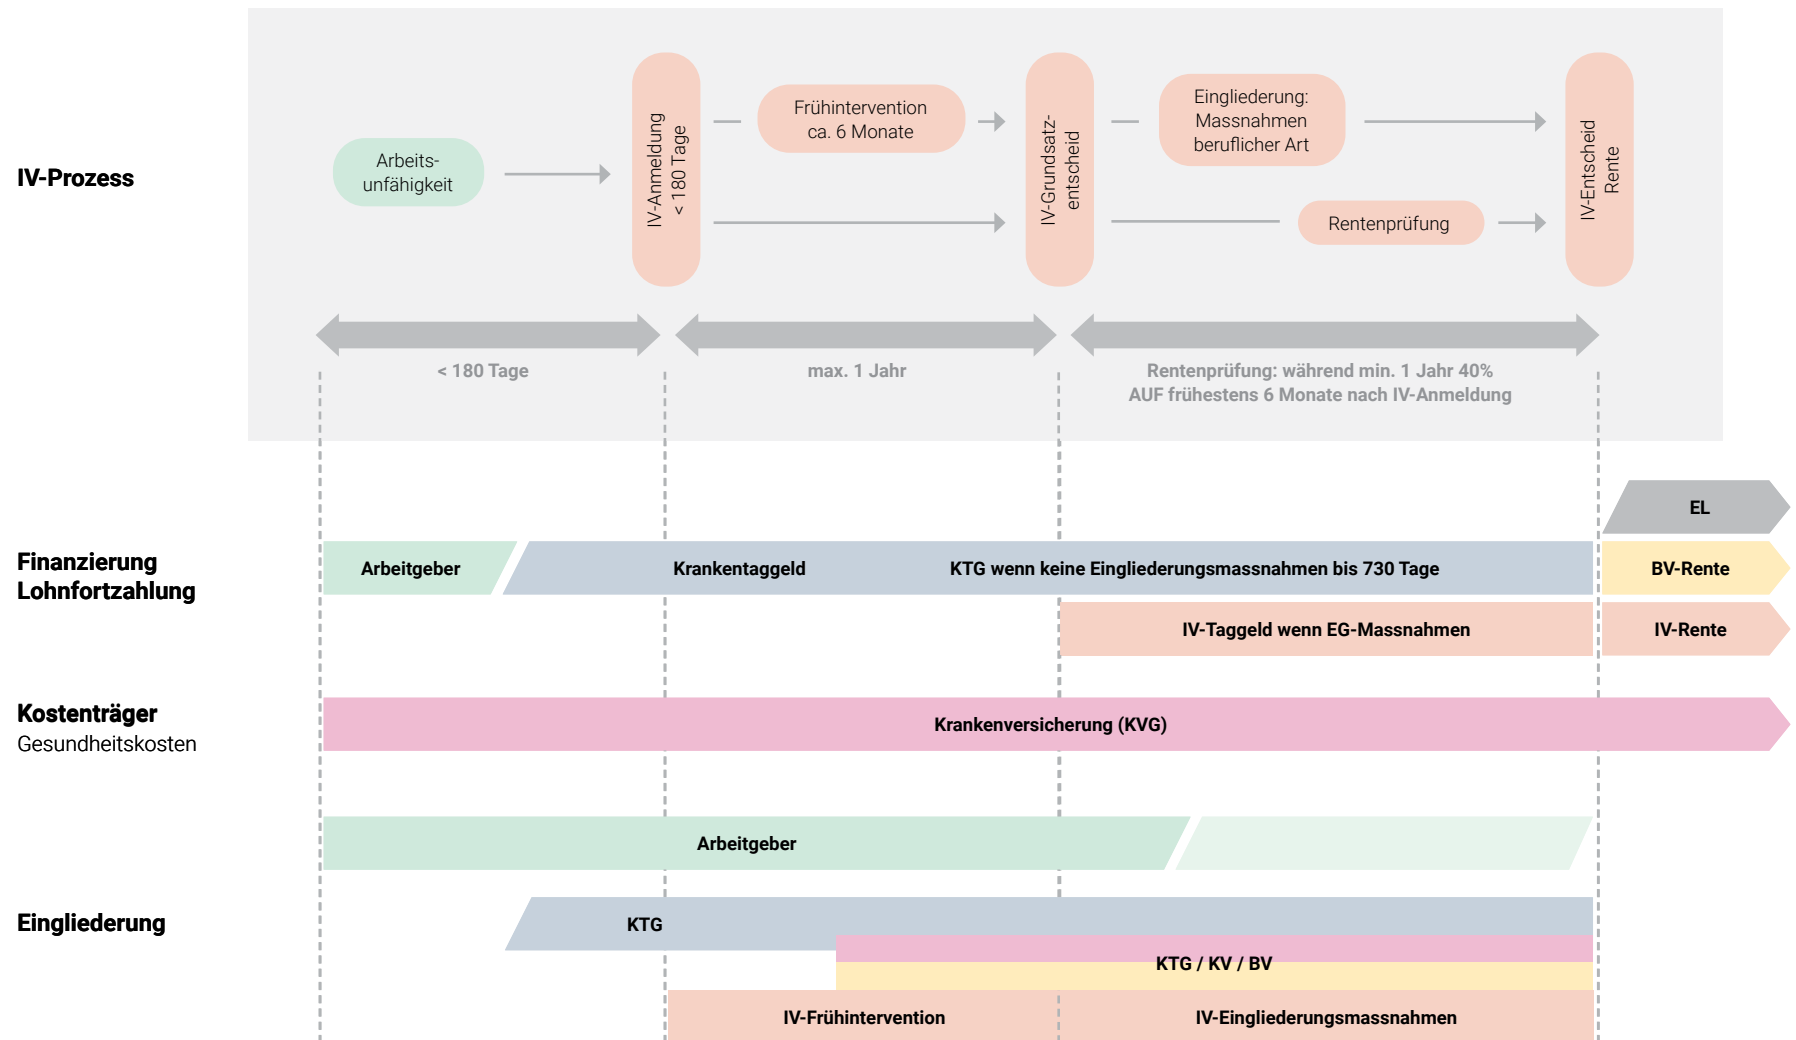 IV-Prozess
Arbeits-
unfähigkeit
IV-Anmeldung
< 180 Tage
Frühintervention
ca. 6 Monate
IV-Grundsatz-
entscheid
Eingliederung:
Massnahmen
beruflicher Art
Rentenprüfung
IV-Entscheid
Rente
< 180 Tage
max. 1 Jahr
Rentenprüfung: während min. 1 Jahr 40%
AUF frühestens 6 Monate nach IV-Anmeldung
Finanzierung
Lohnfortzahlung
EL
Arbeitgeber
Krankentaggeld
KTG wenn keine Eingliederungsmassnahmen bis 730 Tage
BV-Rente
IV-Taggeld wenn EG-Massnahmen
IV-Rente
Kostenträger
Gesundheitskosten
Krankenversicherung (KVG)
Arbeitgeber
Eingliederung
KTG
KTG / KV / BV
IV-Frühintervention
IV-Eingliederungsmassnahmen